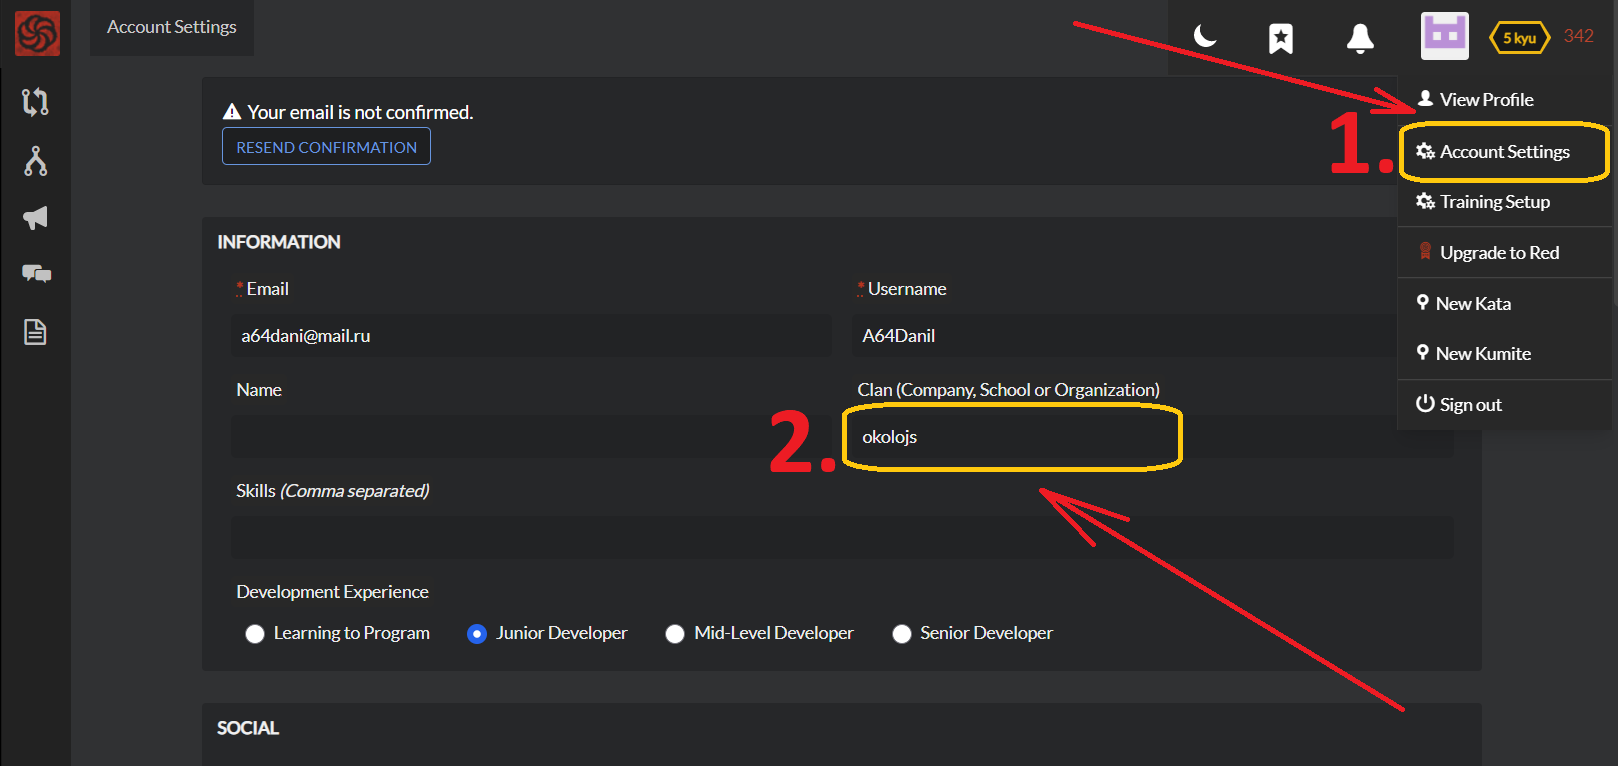 Account Settings
5 kyu
342
Your email is not confirmed.
RESEND CONFIRMATION
View Profile
1.
Account Settings
Training Setup
Upgrade to Red
New Kata
New Kumite
Sign out
INFORMATION
* Email
* Username
a64dani@mail.ru
A64Danil
Name
Clan (Company, School or Organization)
2.
okolojs
Skills (Comma separated)
Development Experience
Learning to Program
Junior Developer
Mid-Level Developer
Senior Developer
SOCIAL